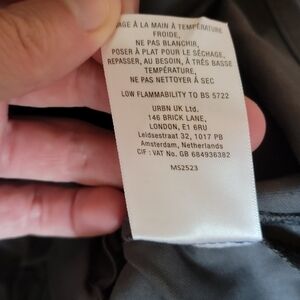 AGE À LA MAIN À TEMPÉRATURE
FROIDE,
NE PAS BLANCHIR,
POSER À PLAT POUR LE SÉCHAGE,
REPASSER, AU BESOIN, À TRÈS BASSE
TEMPÉRATURE,
NE PAS NETTOYER À SEC
LOW FLAMMABILITY TO BS 5722
URBN UK Ltd.
146 BRICK LANE,
LONDON, E1 6RU
Leidsestraat 32, 1017 PB
Amsterdam, Netherlands
CIF : VAT No. GB 684936382
MS2523